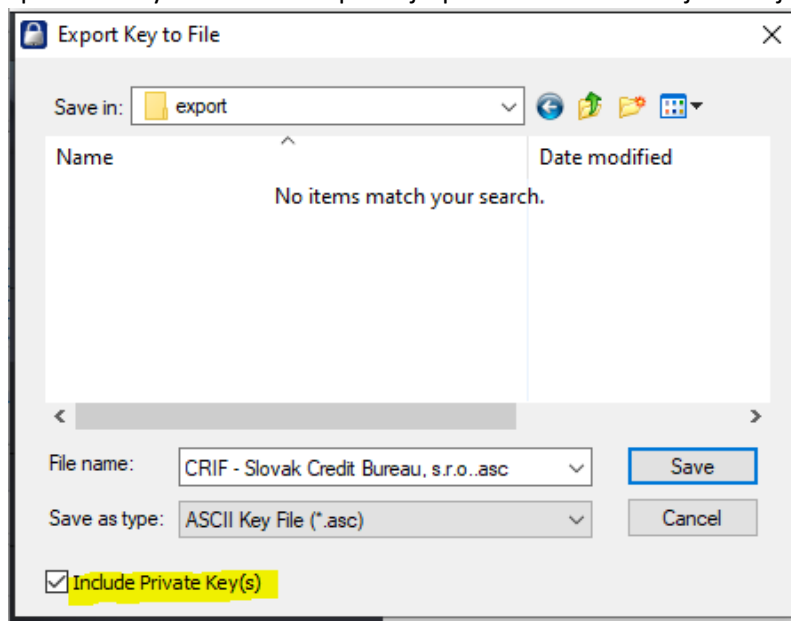 Export Key to File
Save in: export
Name Date modified
No items match your search.
File name: CRIF - Slovak Credit Bureau, s.r.o..asc Save
Save as type: ASCII Key File (*.asc) Cancel
Include Private Key(s)